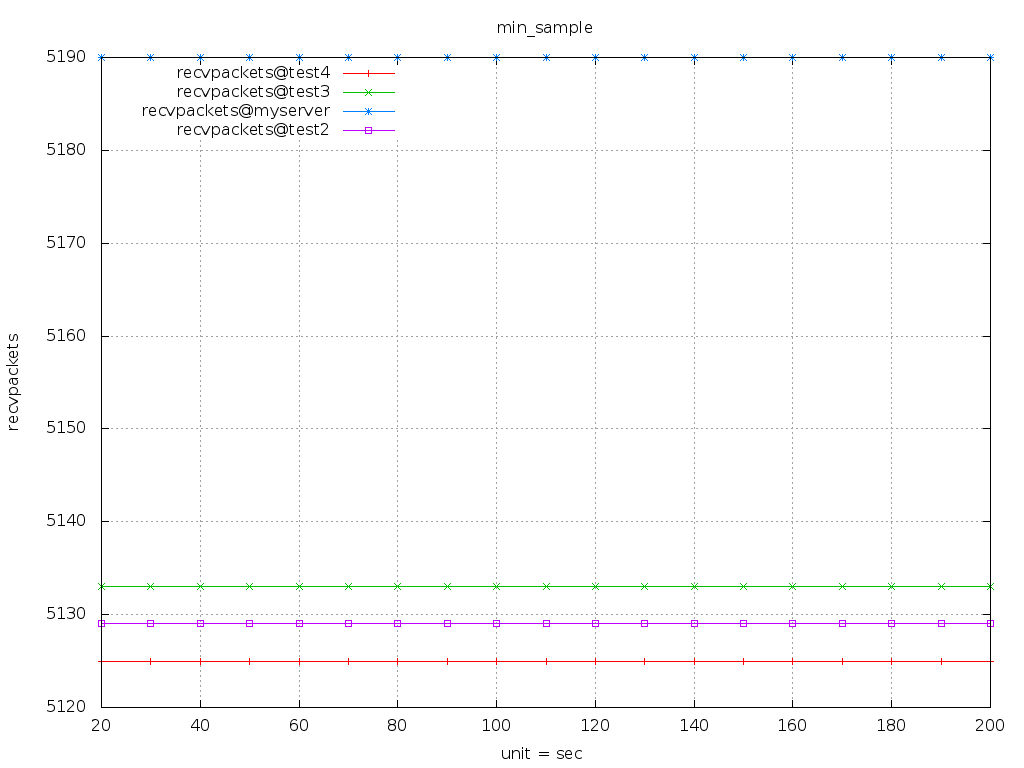 min_sample
5190
recvpackets@test4
recvpackets@test3
recvpackets@myserver
recvpackets@test2
5180
5170
5160
recvpackets
5150
5140
5130
5120
20 40 60 80 100 120 140 160 180 200
unit = sec